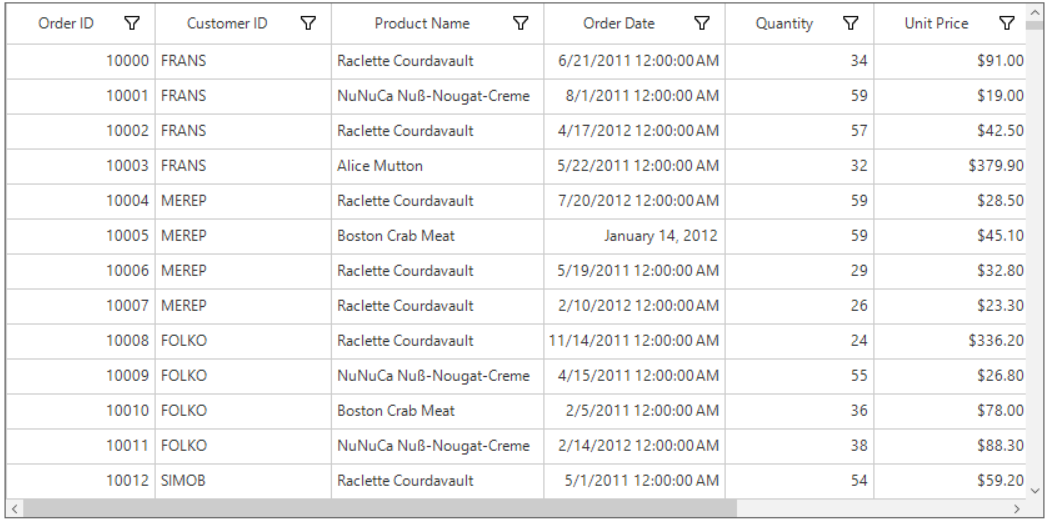 Order ID Customer ID Product Name Order Date Quantity Unit Price
10000 FRANS Raclette Courdavault 6/21/2011 12:00:00 AM 34 $91.00
10001 FRANS NuNuCa Nuß-Nougat-Creme 8/1/2011 12:00:00 AM 59 $19.00
10002 FRANS Raclette Courdavault 4/17/2012 12:00:00 AM 57 $42.50
10003 FRANS Alice Mutton 5/22/2011 12:00:00 AM 32 $379.90
10004 MEREP Raclette Courdavault 7/20/2012 12:00:00 AM 59 $28.50
10005 MEREP Boston Crab Meat January 14, 2012 59 $45.10
10006 MEREP Raclette Courdavault 5/19/2011 12:00:00 AM 29 $32.80
10007 MEREP Raclette Courdavault 2/10/2012 12:00:00 AM 26 $23.30
10008 FOLKO Raclette Courdavault 11/14/2011 12:00:00 AM 24 $336.20
10009 FOLKO NuNuCa Nuß-Nougat-Creme 4/15/2011 12:00:00 AM 55 $26.80
10010 FOLKO Boston Crab Meat 2/5/2011 12:00:00 AM 36 $78.00
10011 FOLKO NuNuCa Nuß-Nougat-Creme 2/14/2012 12:00:00 AM 38 $88.30
10012 SIMOB Raclette Courdavault 5/1/2011 12:00:00 AM 54 $59.20